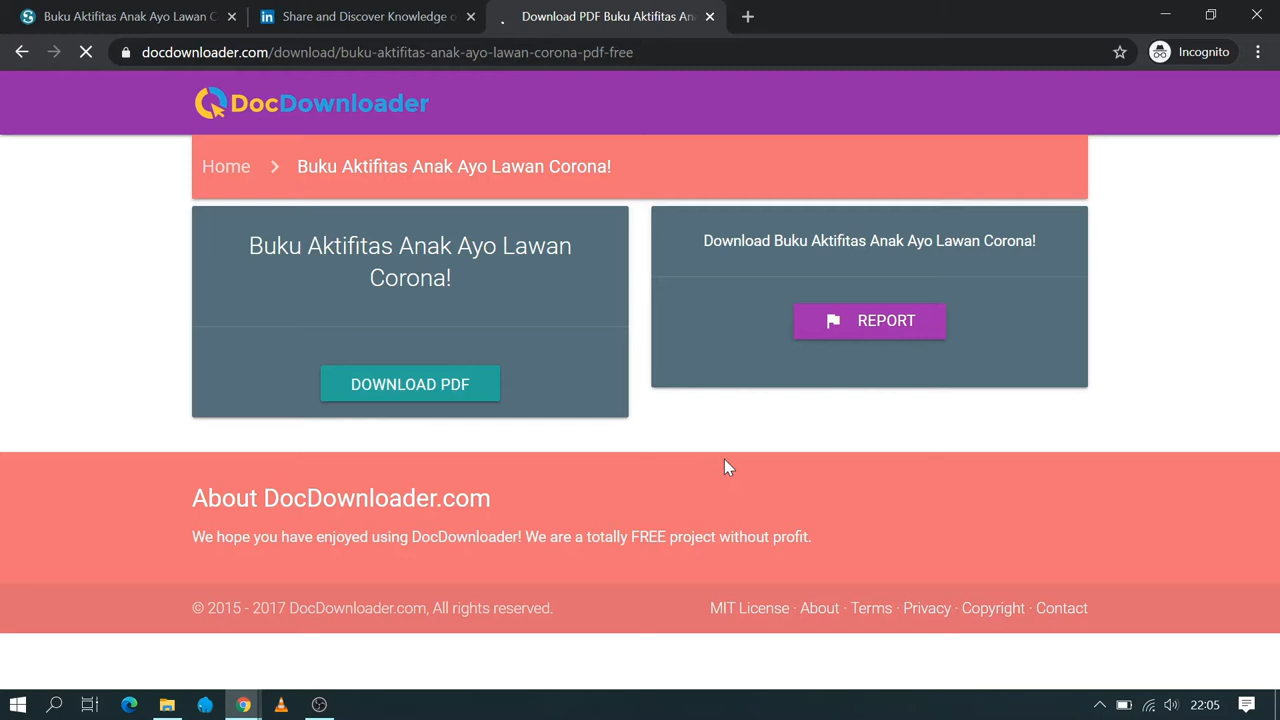 Buku Aktifitas Anak Ayo Lawan C
Share and Discover Knowledge o
Download PDF Buku Aktifitas An
docdownloader.com/download/buku-aktifitas-anak-ayo-lawan-corona-pdf-free
Incognito
DocDownloader
Home
Buku Aktifitas Anak Ayo Lawan Corona!
Buku Aktifitas Anak Ayo Lawan
Corona!
DOWNLOAD PDF
Download Buku Aktifitas Anak Ayo Lawan Corona!
REPORT
About DocDownloader.com
We hope you have enjoyed using DocDownloader! We are a totally FREE project without profit.
© 2015 - 2017 DocDownloader.com, All rights reserved.
MIT License · About · Terms · Privacy · Copyright · Contact
22:05